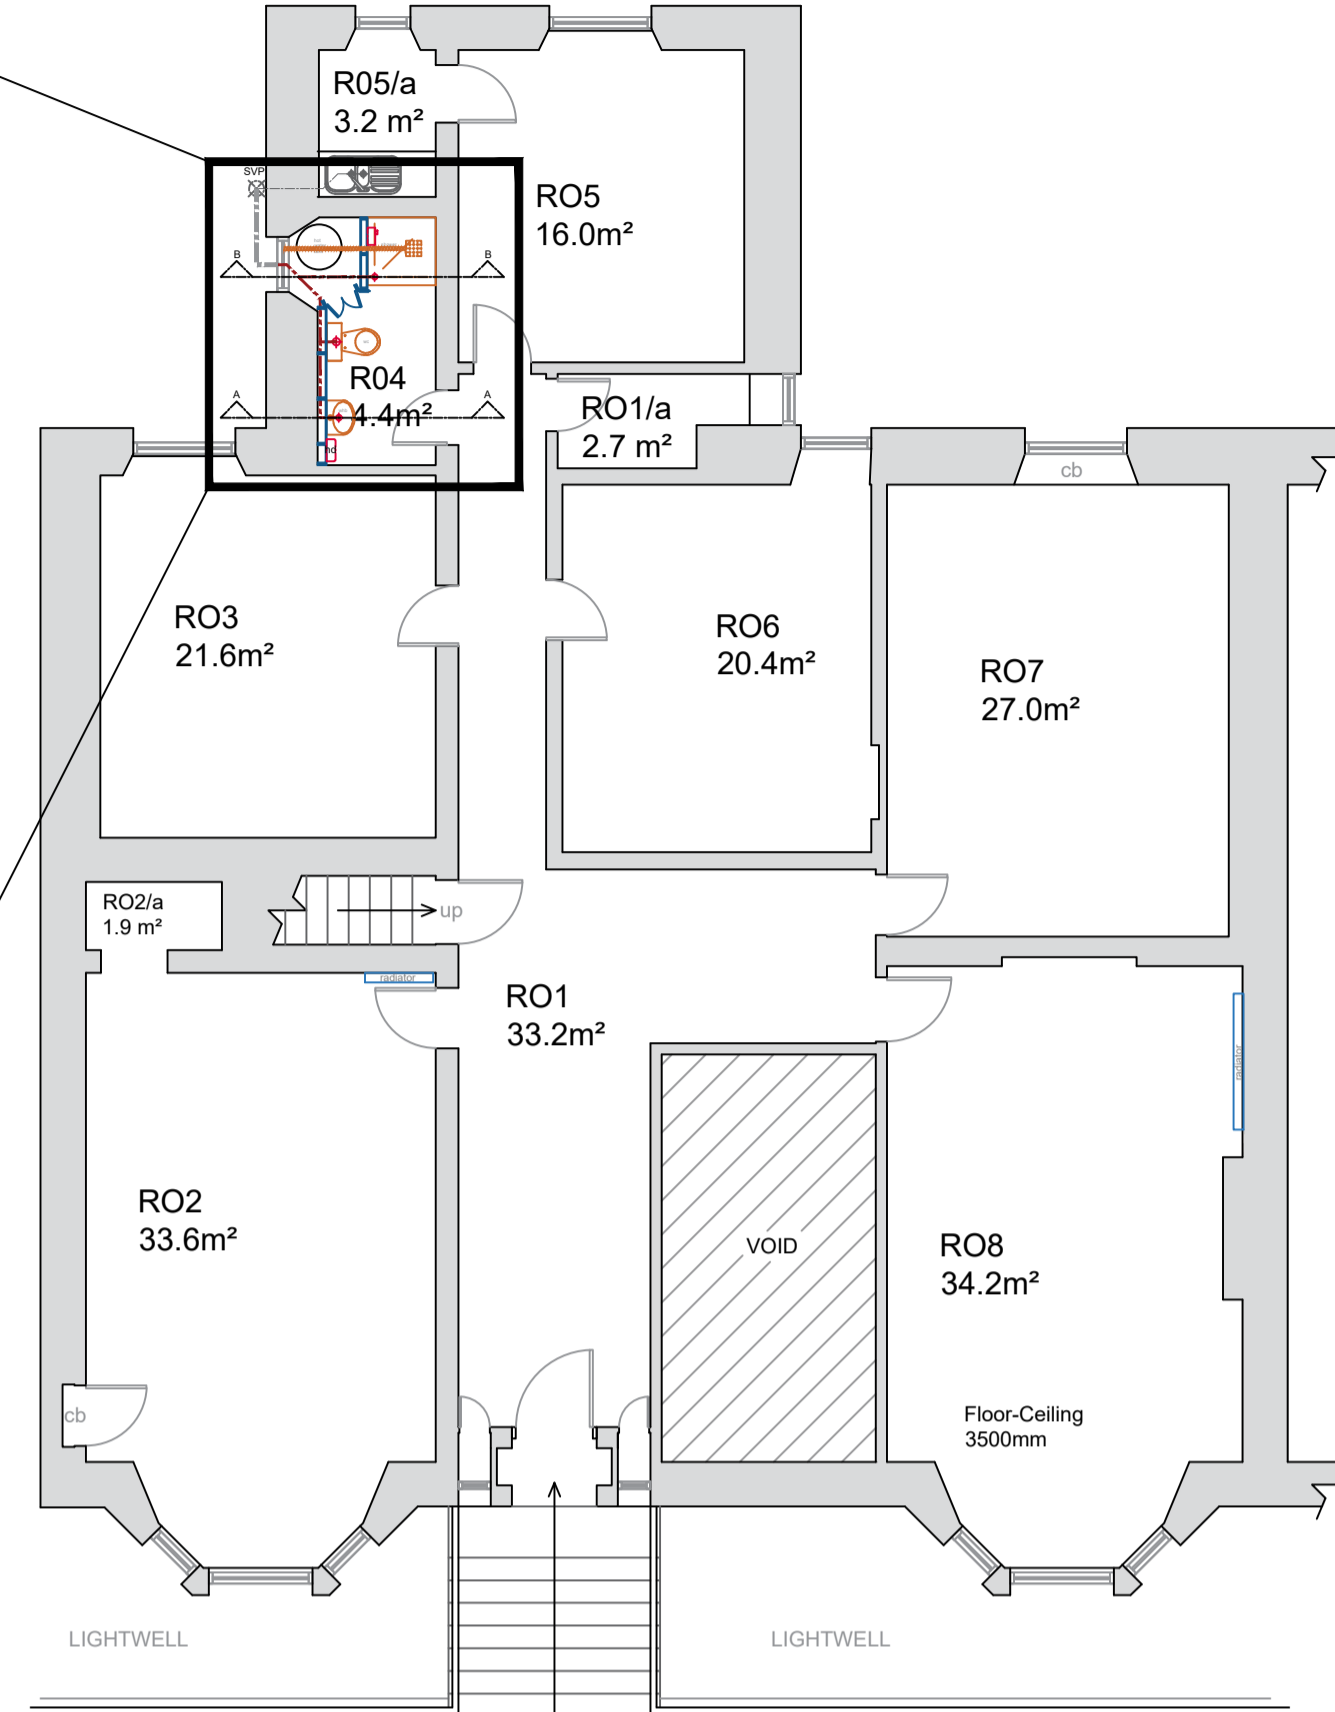 R05/a
3.2 m²
SVP
RO5
16.0m²
B
B
R04
4.4m²
A
A
RO1/a
2.7 m²
cb
RO3
21.6m²
RO6
20.4m²
RO7
27.0m²
RO2/a
1.9 m²
up
radiator
RO1
33.2m²
radiator
RO2
33.6m²
VOID
RO8
34.2m²
cb
Floor-Ceiling
3500mm
LIGHTWELL
LIGHTWELL